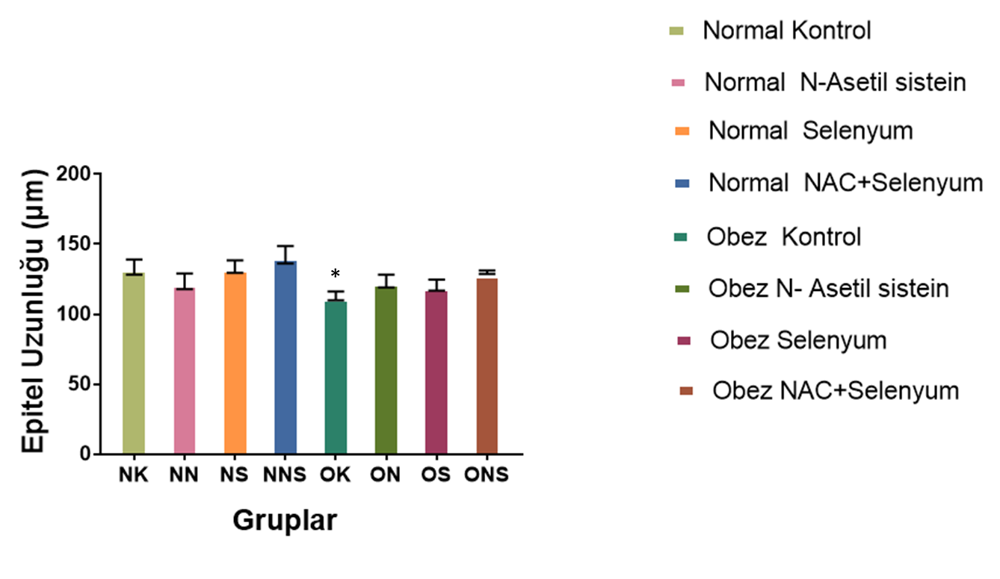 Normal Kontrol
Normal N-Asetil sistein
Normal Selenyum
Normal NAC+Selenyum
Obez Kontrol
Obez N- Asetil sistein
Obez Selenyum
Obez NAC+Selenyum
Epitel Uzunluğu (µm)
200
150
100
50
0
*
NK NN NS NNS OK ON OS ONS
Gruplar